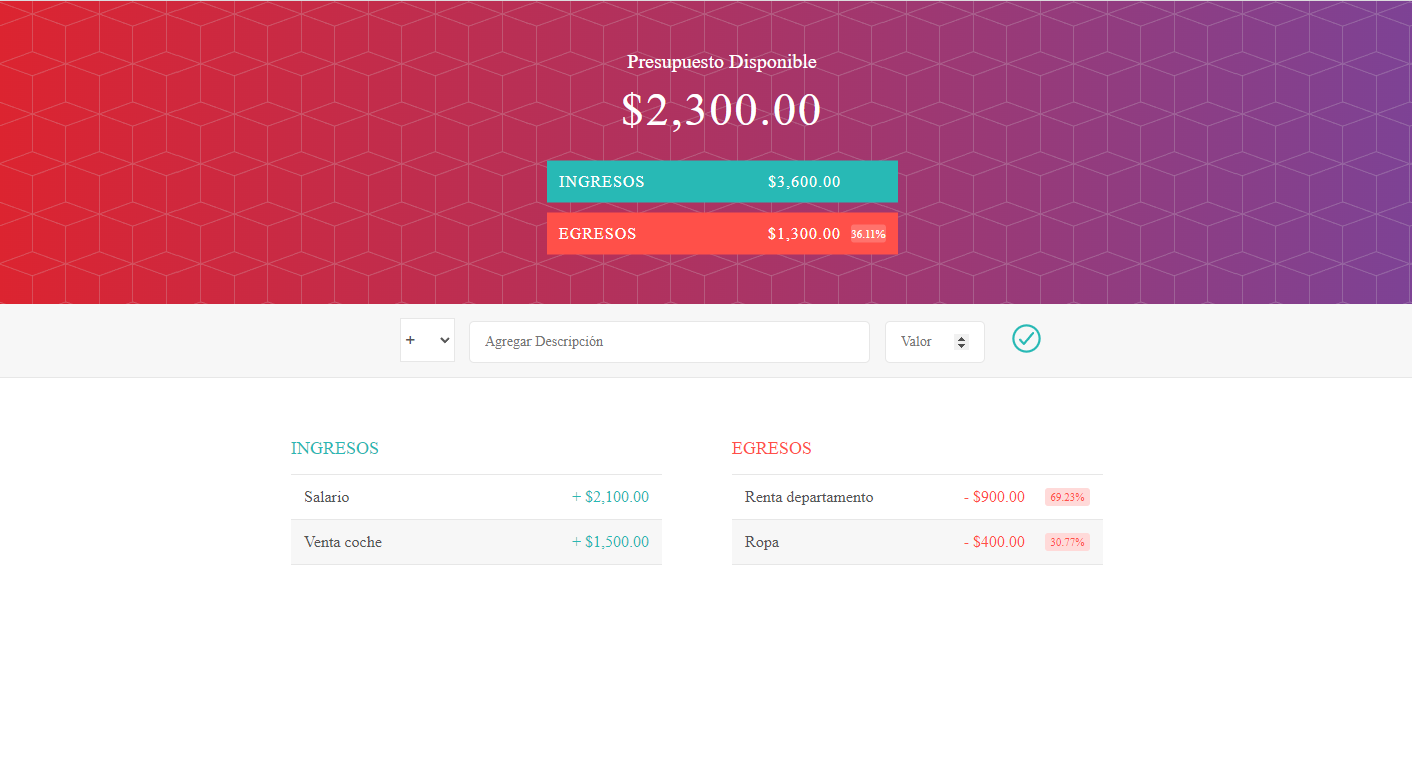 Presupuesto Disponible
$2,300.00
INGRESOS $3,600.00
EGRESOS $1,300.00 36.11%
+ Agregar Descripción Valor
INGRESOS
Salario + $2,100.00
Venta coche + $1,500.00
EGRESOS
Renta departamento - $900.00 69.23%
Ropa - $400.00 30.77%